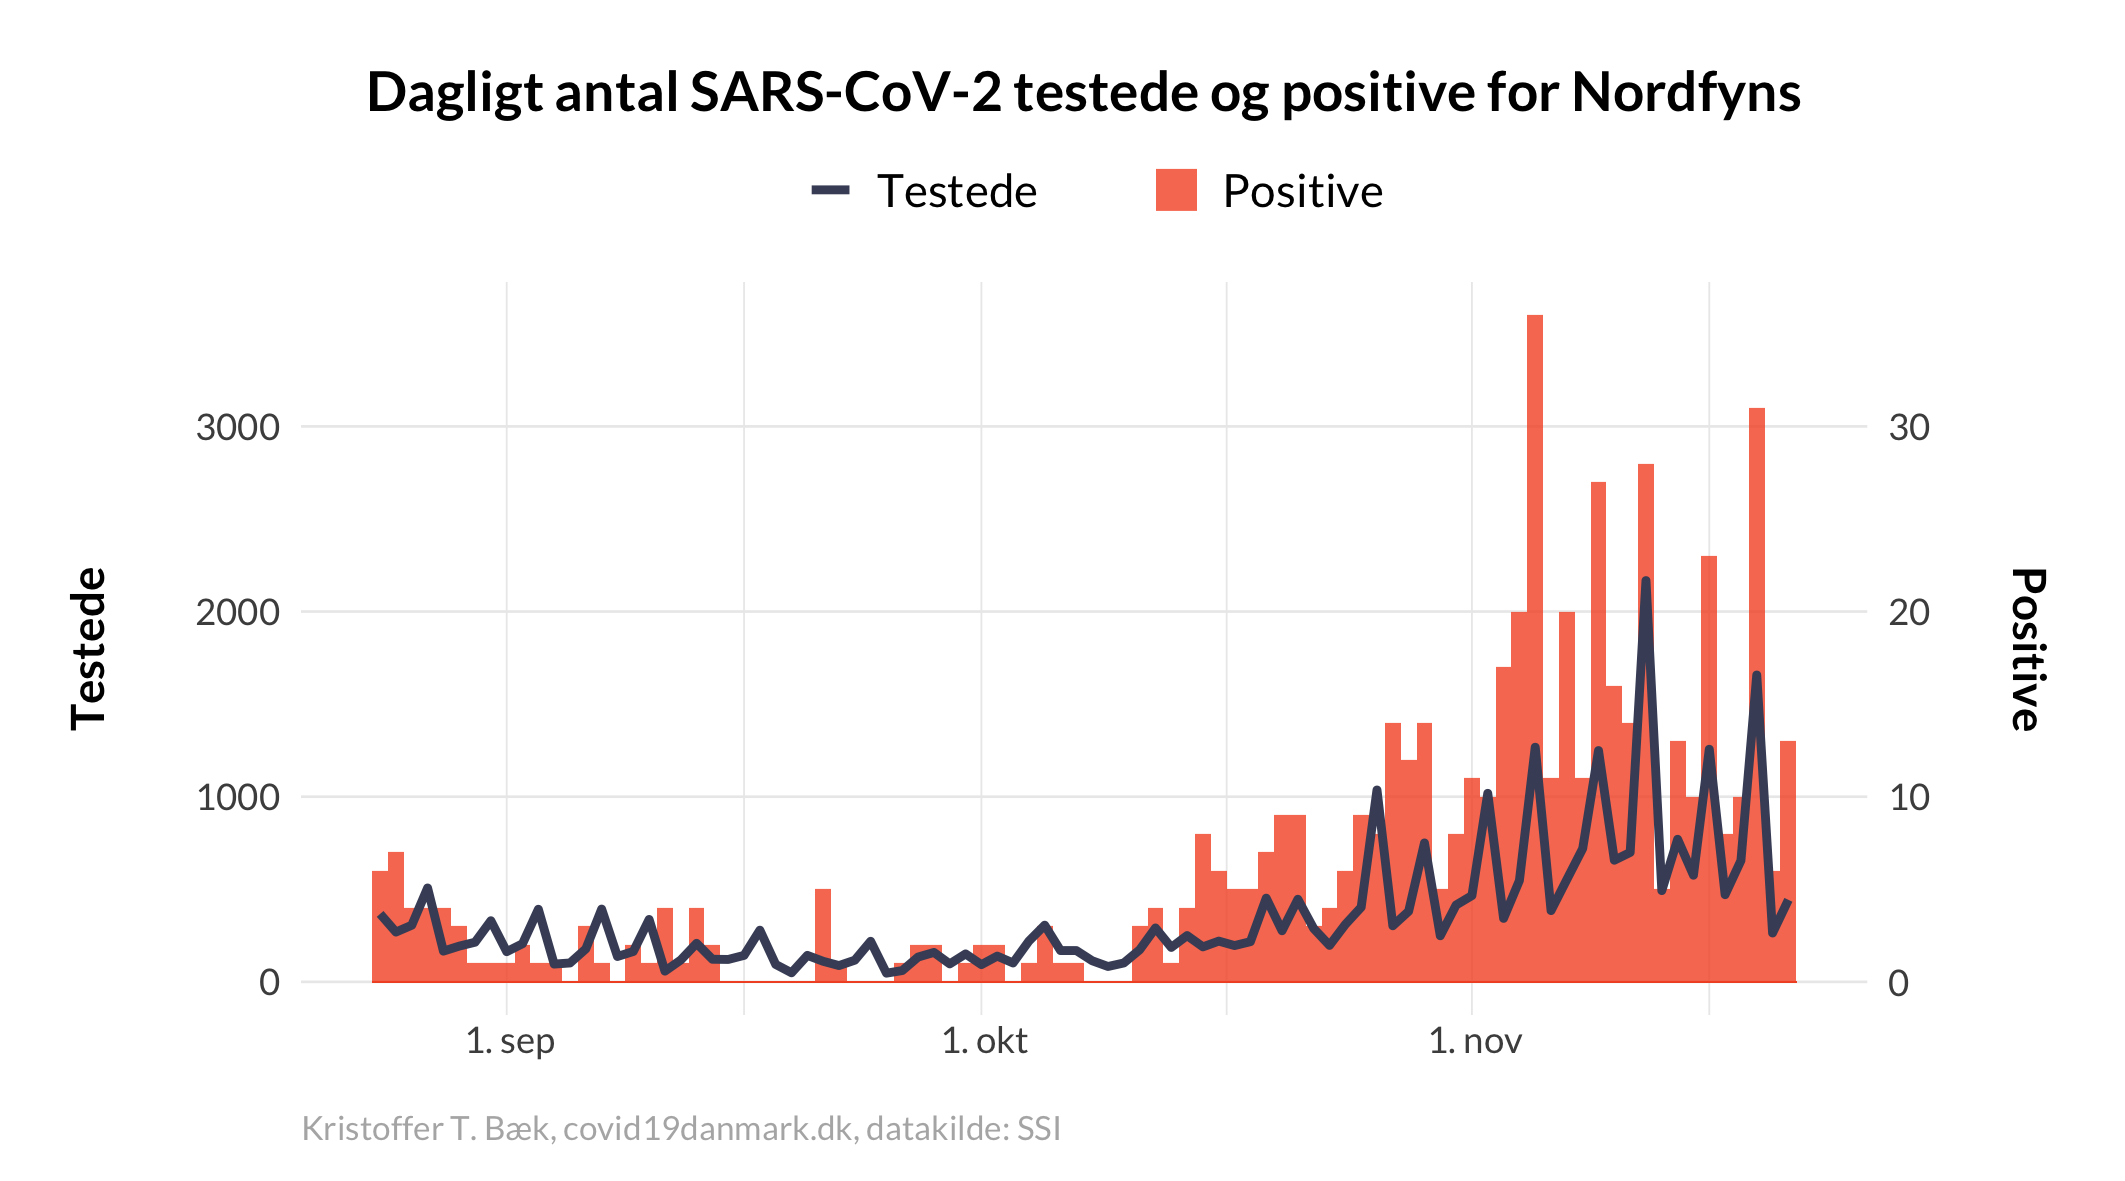 Dagligt antal SARS-CoV-2 testede og positive for Nordfyns
Testede Positive
3000 30
2000 20
1000 10
0 0
Testede
Positive
1. sep 1. okt 1. nov
Kristoffer T. Bæk, covid19danmark.dk, datakilde: SSI